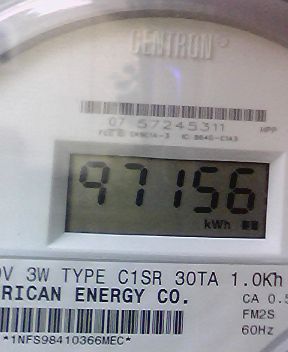 CENTRON
07 57245311
97156
kWh
V 3W TYPE C1SR 30TA 1.0Kh
RICAN ENERGY CO.
CA 0.5
FM2S
60Hz
*1NFS98410366MEC*